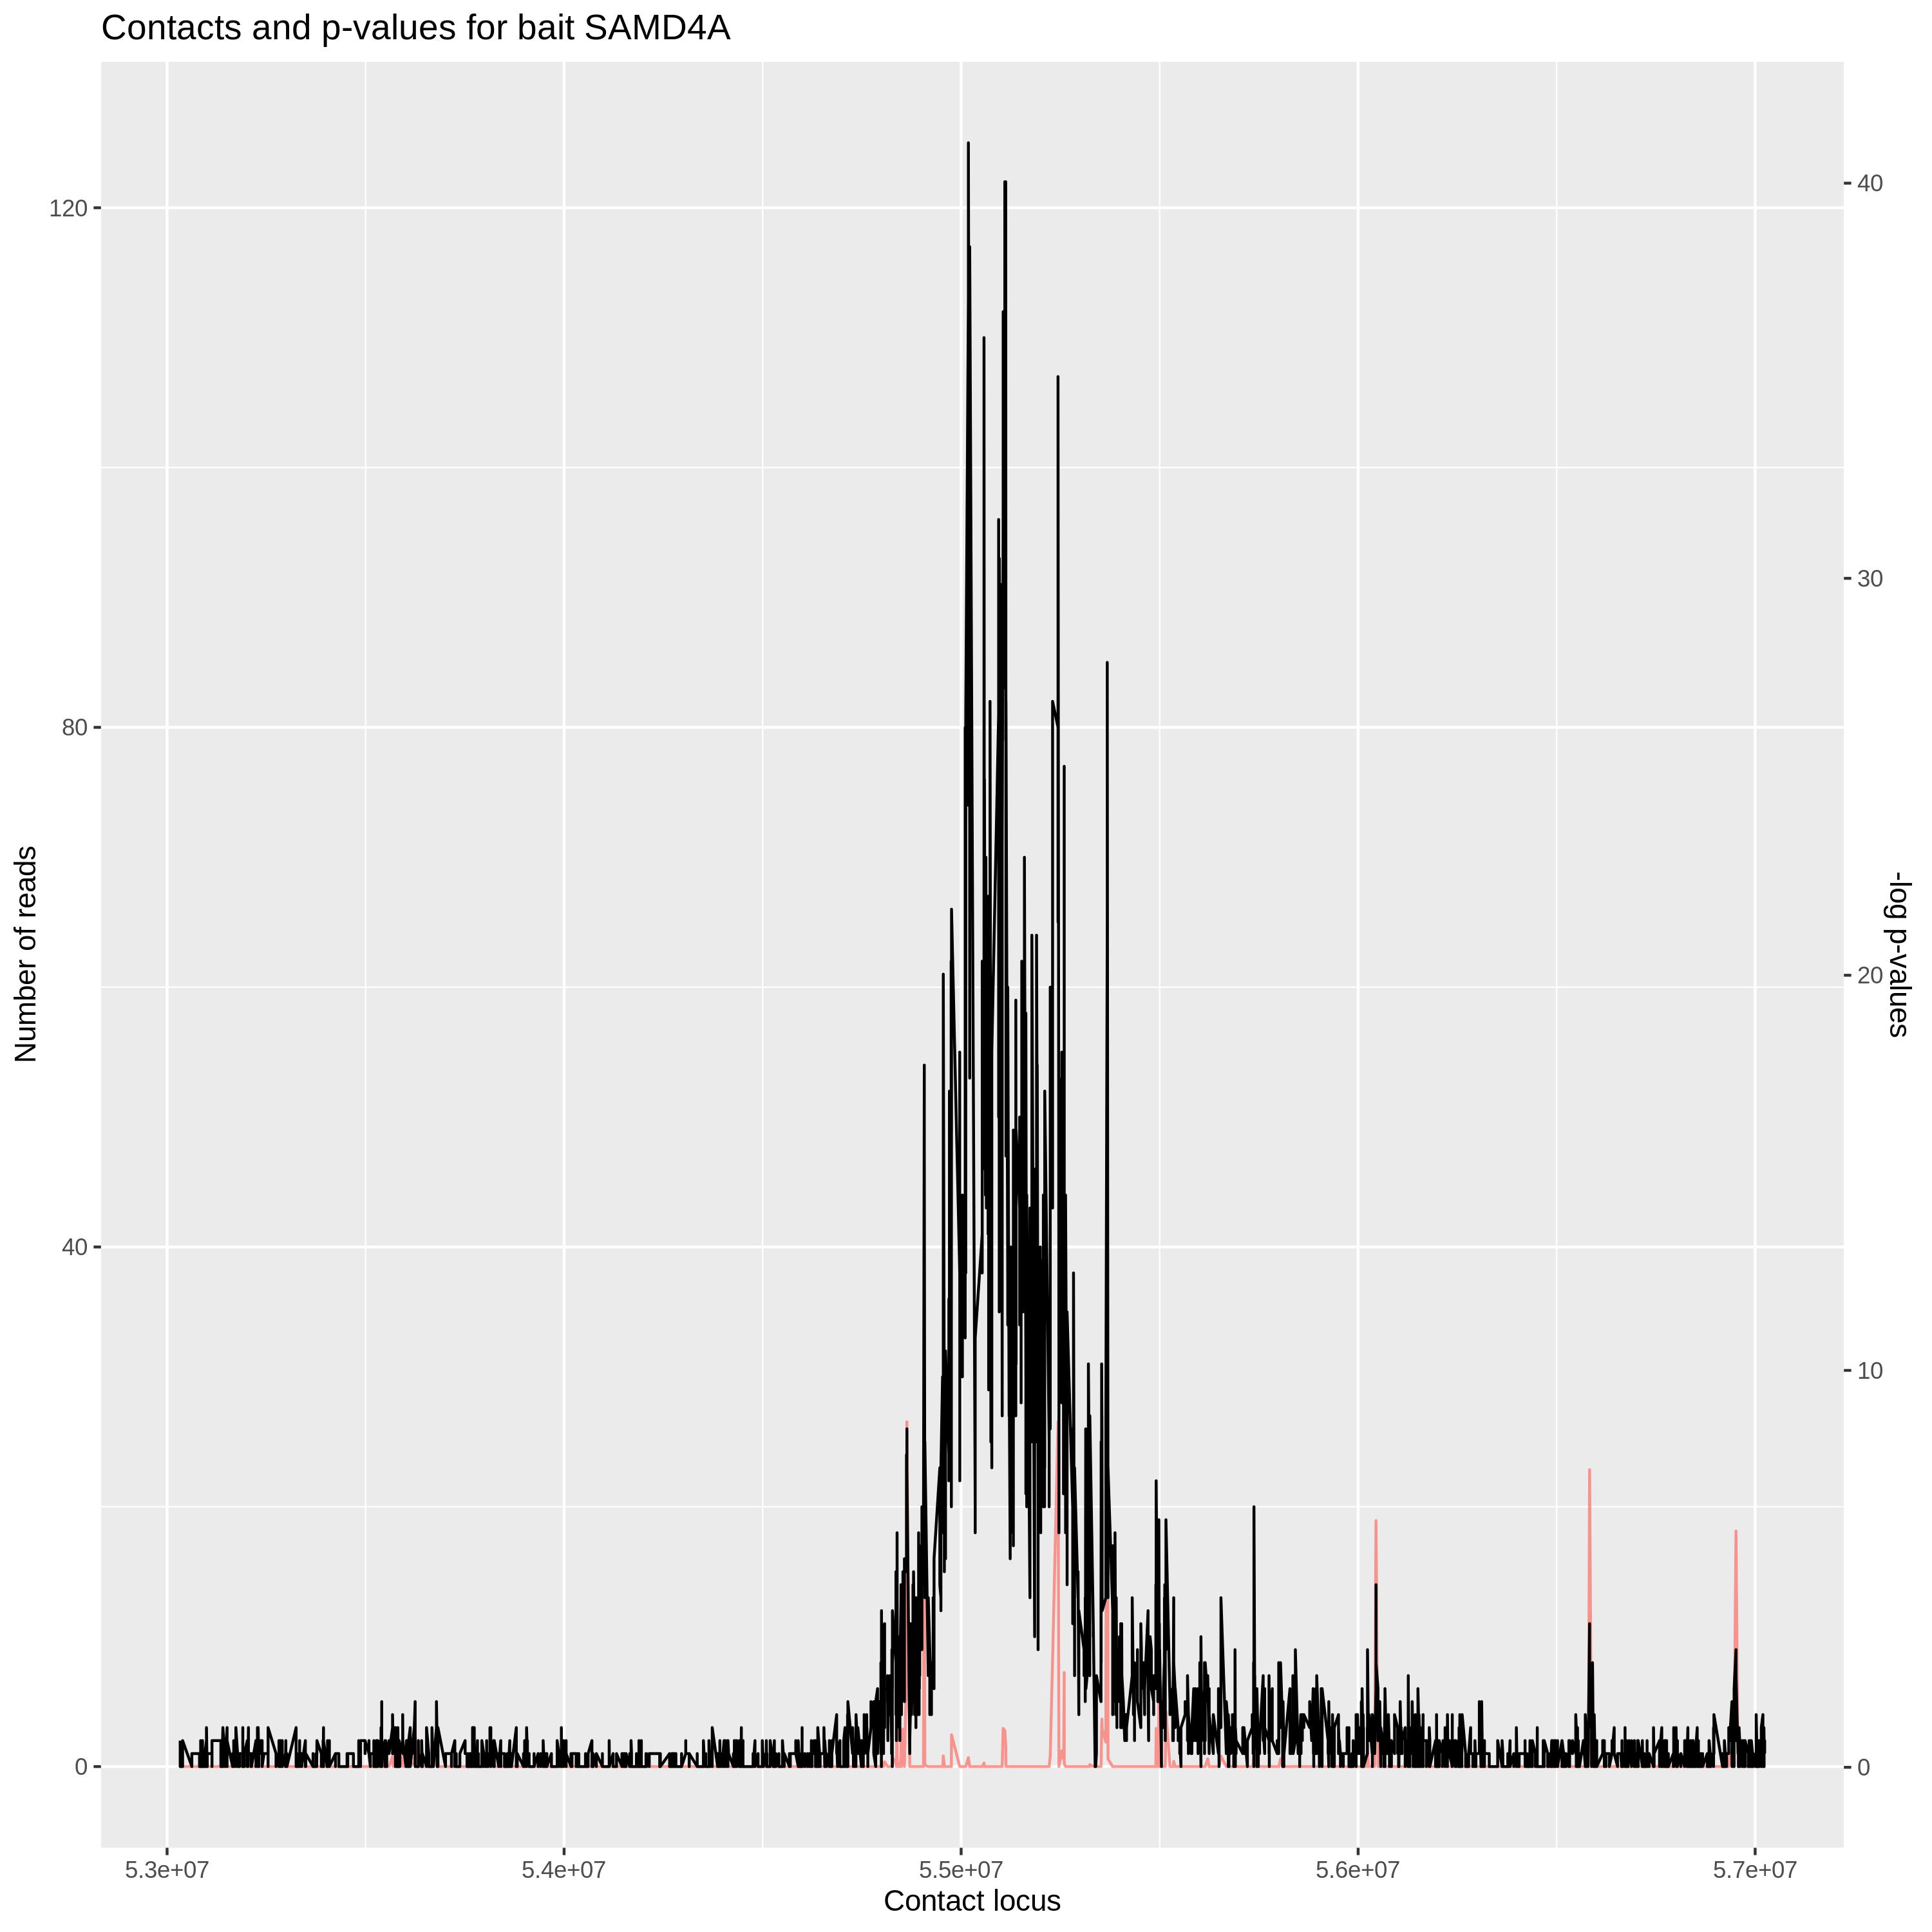 Contacts and p-values for bait SAMD4A
120
80
40
0
Number of reads
40
30
20
10
0
-log p-values
5.3e+07
5.4e+07
5.5e+07
5.6e+07
5.7e+07
Contact locus